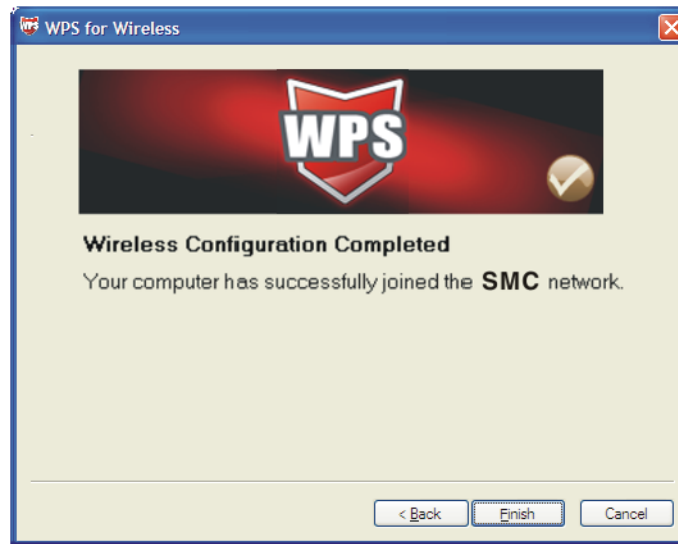 WPS for Wireless
WPS
Wireless Configuration Completed
Your computer has successfully joined the SMC network.
< Back Finish Cancel